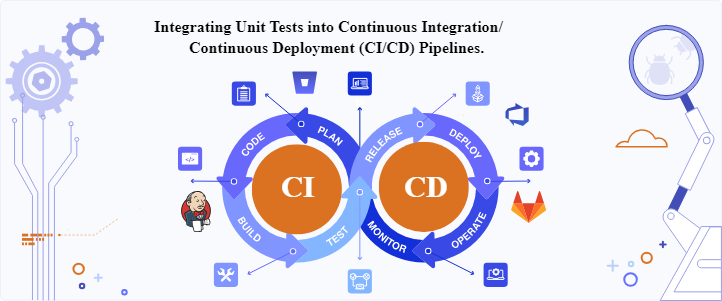 Integrating Unit Tests into Continuous Integration/
Continuous Deployment (CI/CD) Pipelines.
CODE
PLAN
RELEASE
DEPLOY
CI
CD
BUILD
TEST
MONITOR
OPERATE